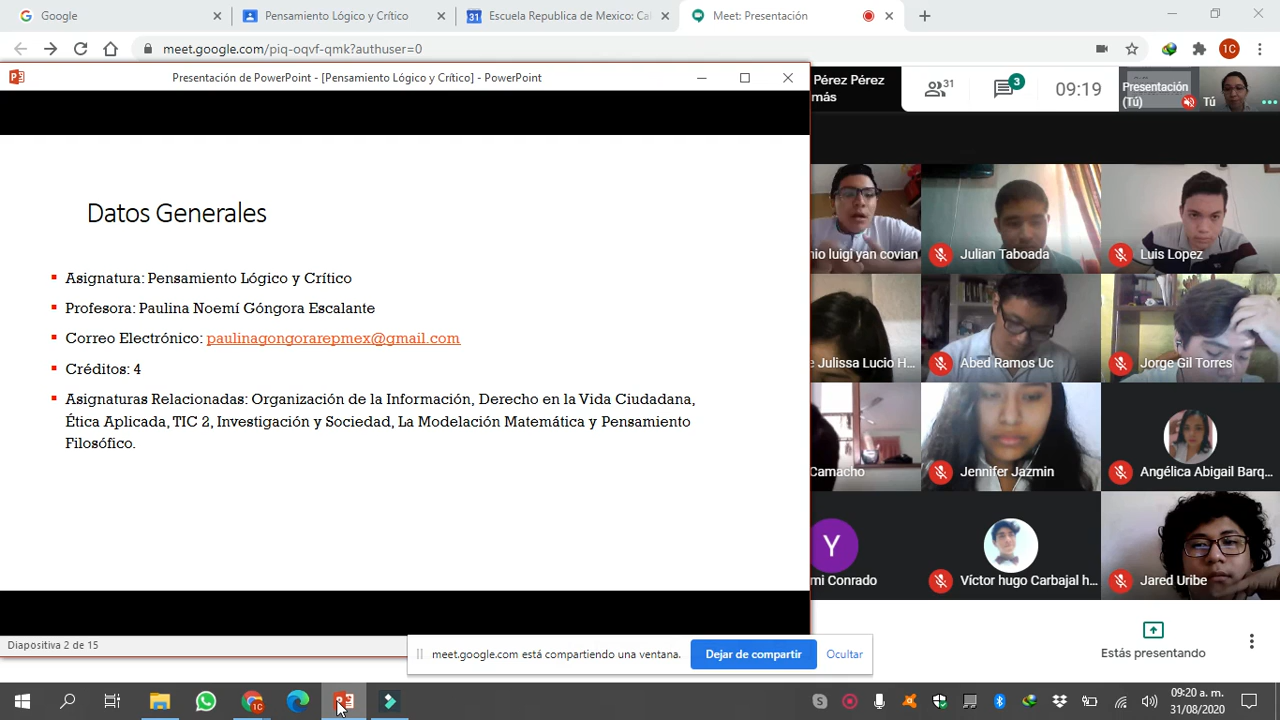 Google
Pensamiento Lógico y Crítico
Escuela Republica de Mexico: Cal
Meet: Presentación
meet.google.com/piq-oqvf-qmk?authuser=0
1C
Presentación de PowerPoint - [Pensamiento Lógico y Crítico] - PowerPoint
Pérez Pérez
más
31
3
09:19
Presentación
(Tú)
Tú
Datos Generales
Asignatura: Pensamiento Lógico y Crítico
Profesora: Paulina Noemí Góngora Escalante
Correo Electrónico: paulinagongorarepmex@gmail.com
Créditos: 4
Asignaturas Relacionadas: Organización de la Información, Derecho en la Vida Ciudadana,
Ética Aplicada, TIC 2, Investigación y Sociedad, La Modelación Matemática y Pensamiento
Filosófico.
nio luigi yan covian
Julian Taboada
Luis Lopez
e Julissa Lucio H...
Abed Ramos Uc
Jorge Gil Torres
Camacho
Jennifer Jazmin
Angélica Abigail Barq...
Y
mi Conrado
Víctor hugo Carbajal h...
Jared Uribe
Diapositiva 2 de 15
meet.google.com está compartiendo una ventana.
Dejar de compartir
Ocultar
Estás presentando
09:20 a. m.
31/08/2020